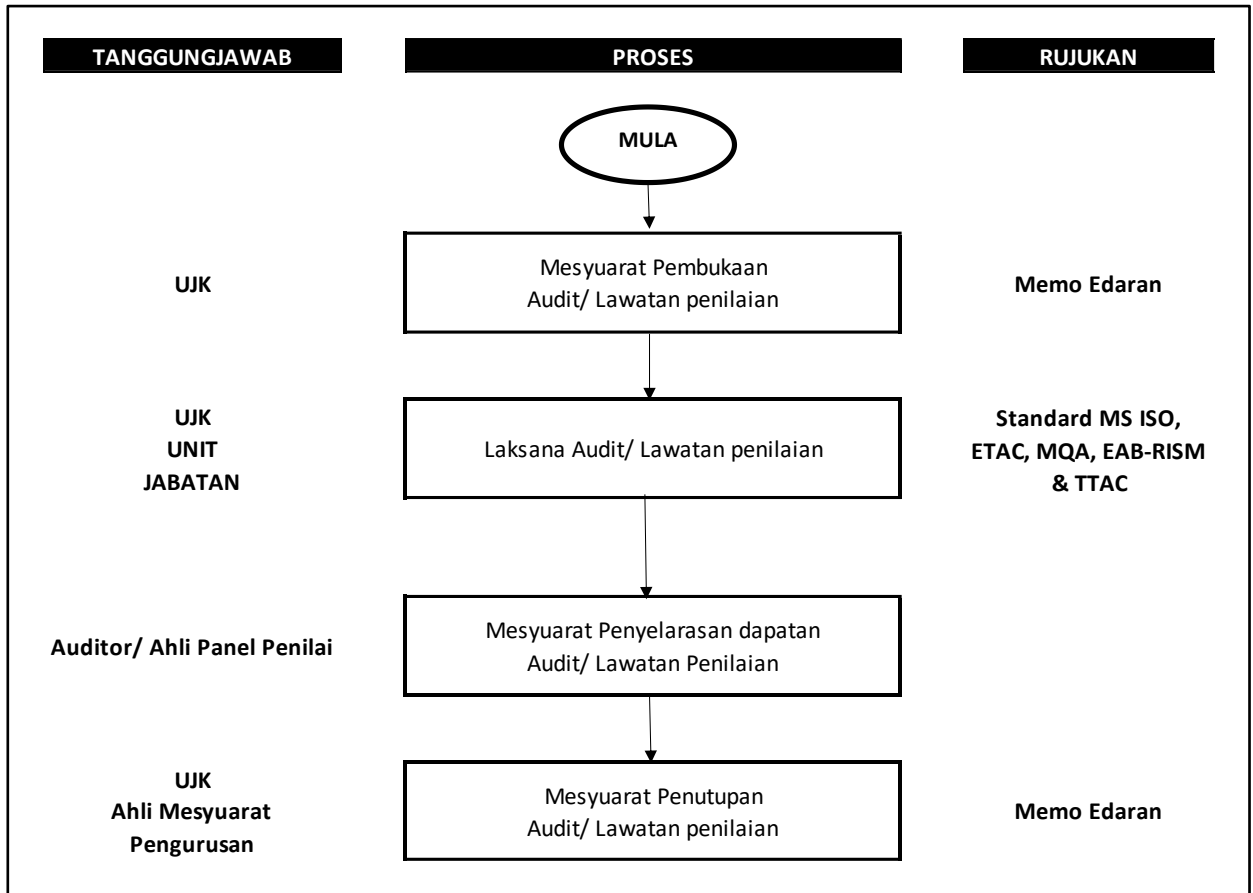 TANGGUNGJAWAB
PROSES
RUJUKAN
MULA
UJK
Mesyuarat Pembukaan
Audit/ Lawatan penilaian
Memo Edaran
UJK
UNIT
JABATAN
Laksana Audit/ Lawatan penilaian
Standard MS ISO,
ETAC, MQA, EAB-RISM
& TTAC
Auditor/ Ahli Panel Penilai
Mesyuarat Penyelarasan dapatan
Audit/ Lawatan Penilaian
UJK
Ahli Mesyuarat
Pengurusan
Mesyuarat Penutupan
Audit/ Lawatan penilaian
Memo Edaran